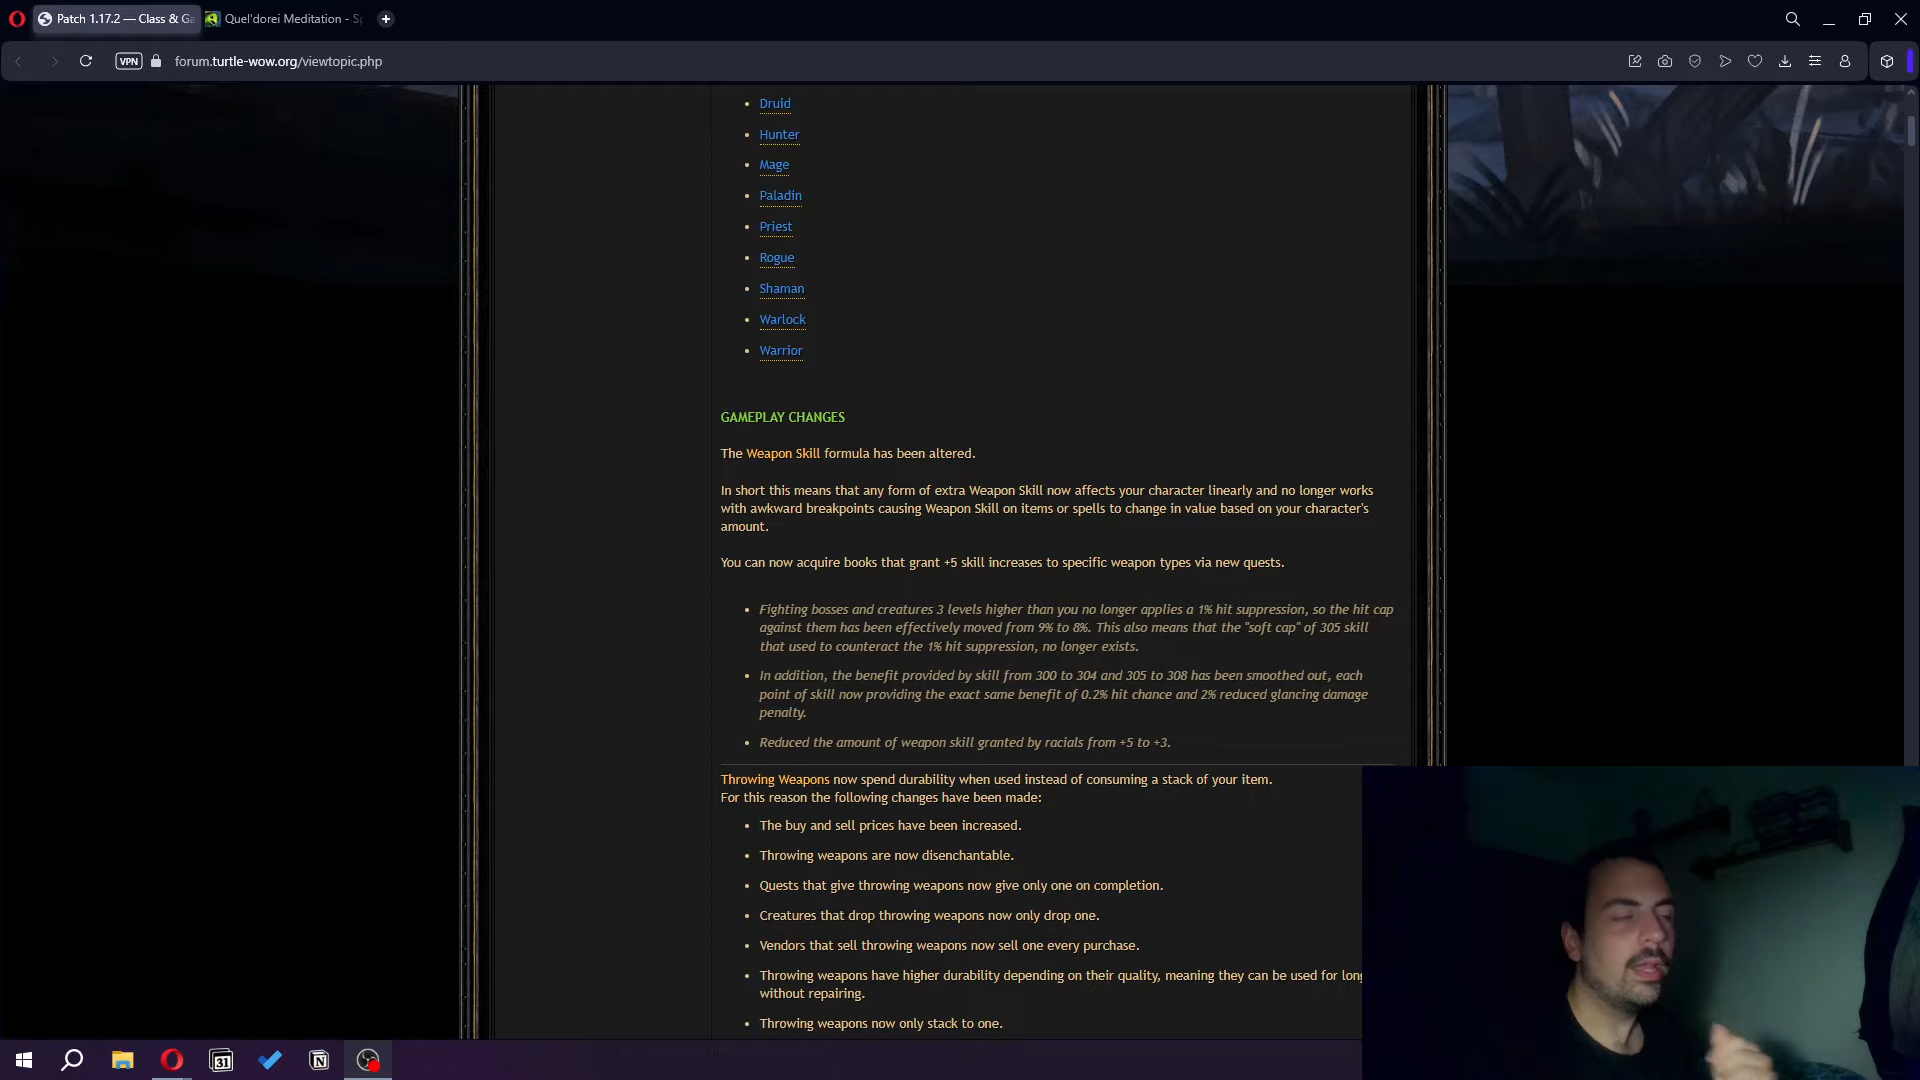 Patch 1.17.2 — Class & Ga
Quel'dorei Meditation - Sp
VPN
forum.turtle-wow.org/viewtopic.php
Druid
Hunter
Mage
Paladin
Priest
Rogue
Shaman
Warlock
Warrior
GAMEPLAY CHANGES
The Weapon Skill formula has been altered.
In short this means that any form of extra Weapon Skill now affects your character linearly and no longer works
with awkward breakpoints causing Weapon Skill on items or spells to change in value based on your character's
amount.
You can now acquire books that grant +5 skill increases to specific weapon types via new quests.
Fighting bosses and creatures 3 levels higher than you no longer applies a 1% hit suppression, so the hit cap
against them has been effectively moved from 9% to 8%. This also means that the "soft cap" of 305 skill
that used to counteract the 1% hit suppression, no longer exists.
In addition, the benefit provided by skill from 300 to 304 and 305 to 308 has been smoothed out, each
point of skill now providing the exact same benefit of 0.2% hit chance and 2% reduced glancing damage
penalty.
Reduced the amount of weapon skill granted by racials from +5 to +3.
Throwing Weapons now spend durability when used instead of consuming a stack of your item.
For this reason the following changes have been made:
The buy and sell prices have been increased.
Throwing weapons are now disenchantable.
Quests that give throwing weapons now give only one on completion.
Creatures that drop throwing weapons now only drop one.
Vendors that sell throwing weapons now sell one every purchase.
Throwing weapons have higher durability depending on their quality, meaning they can be used for long
without repairing.
Throwing weapons now only stack to one.
31
N